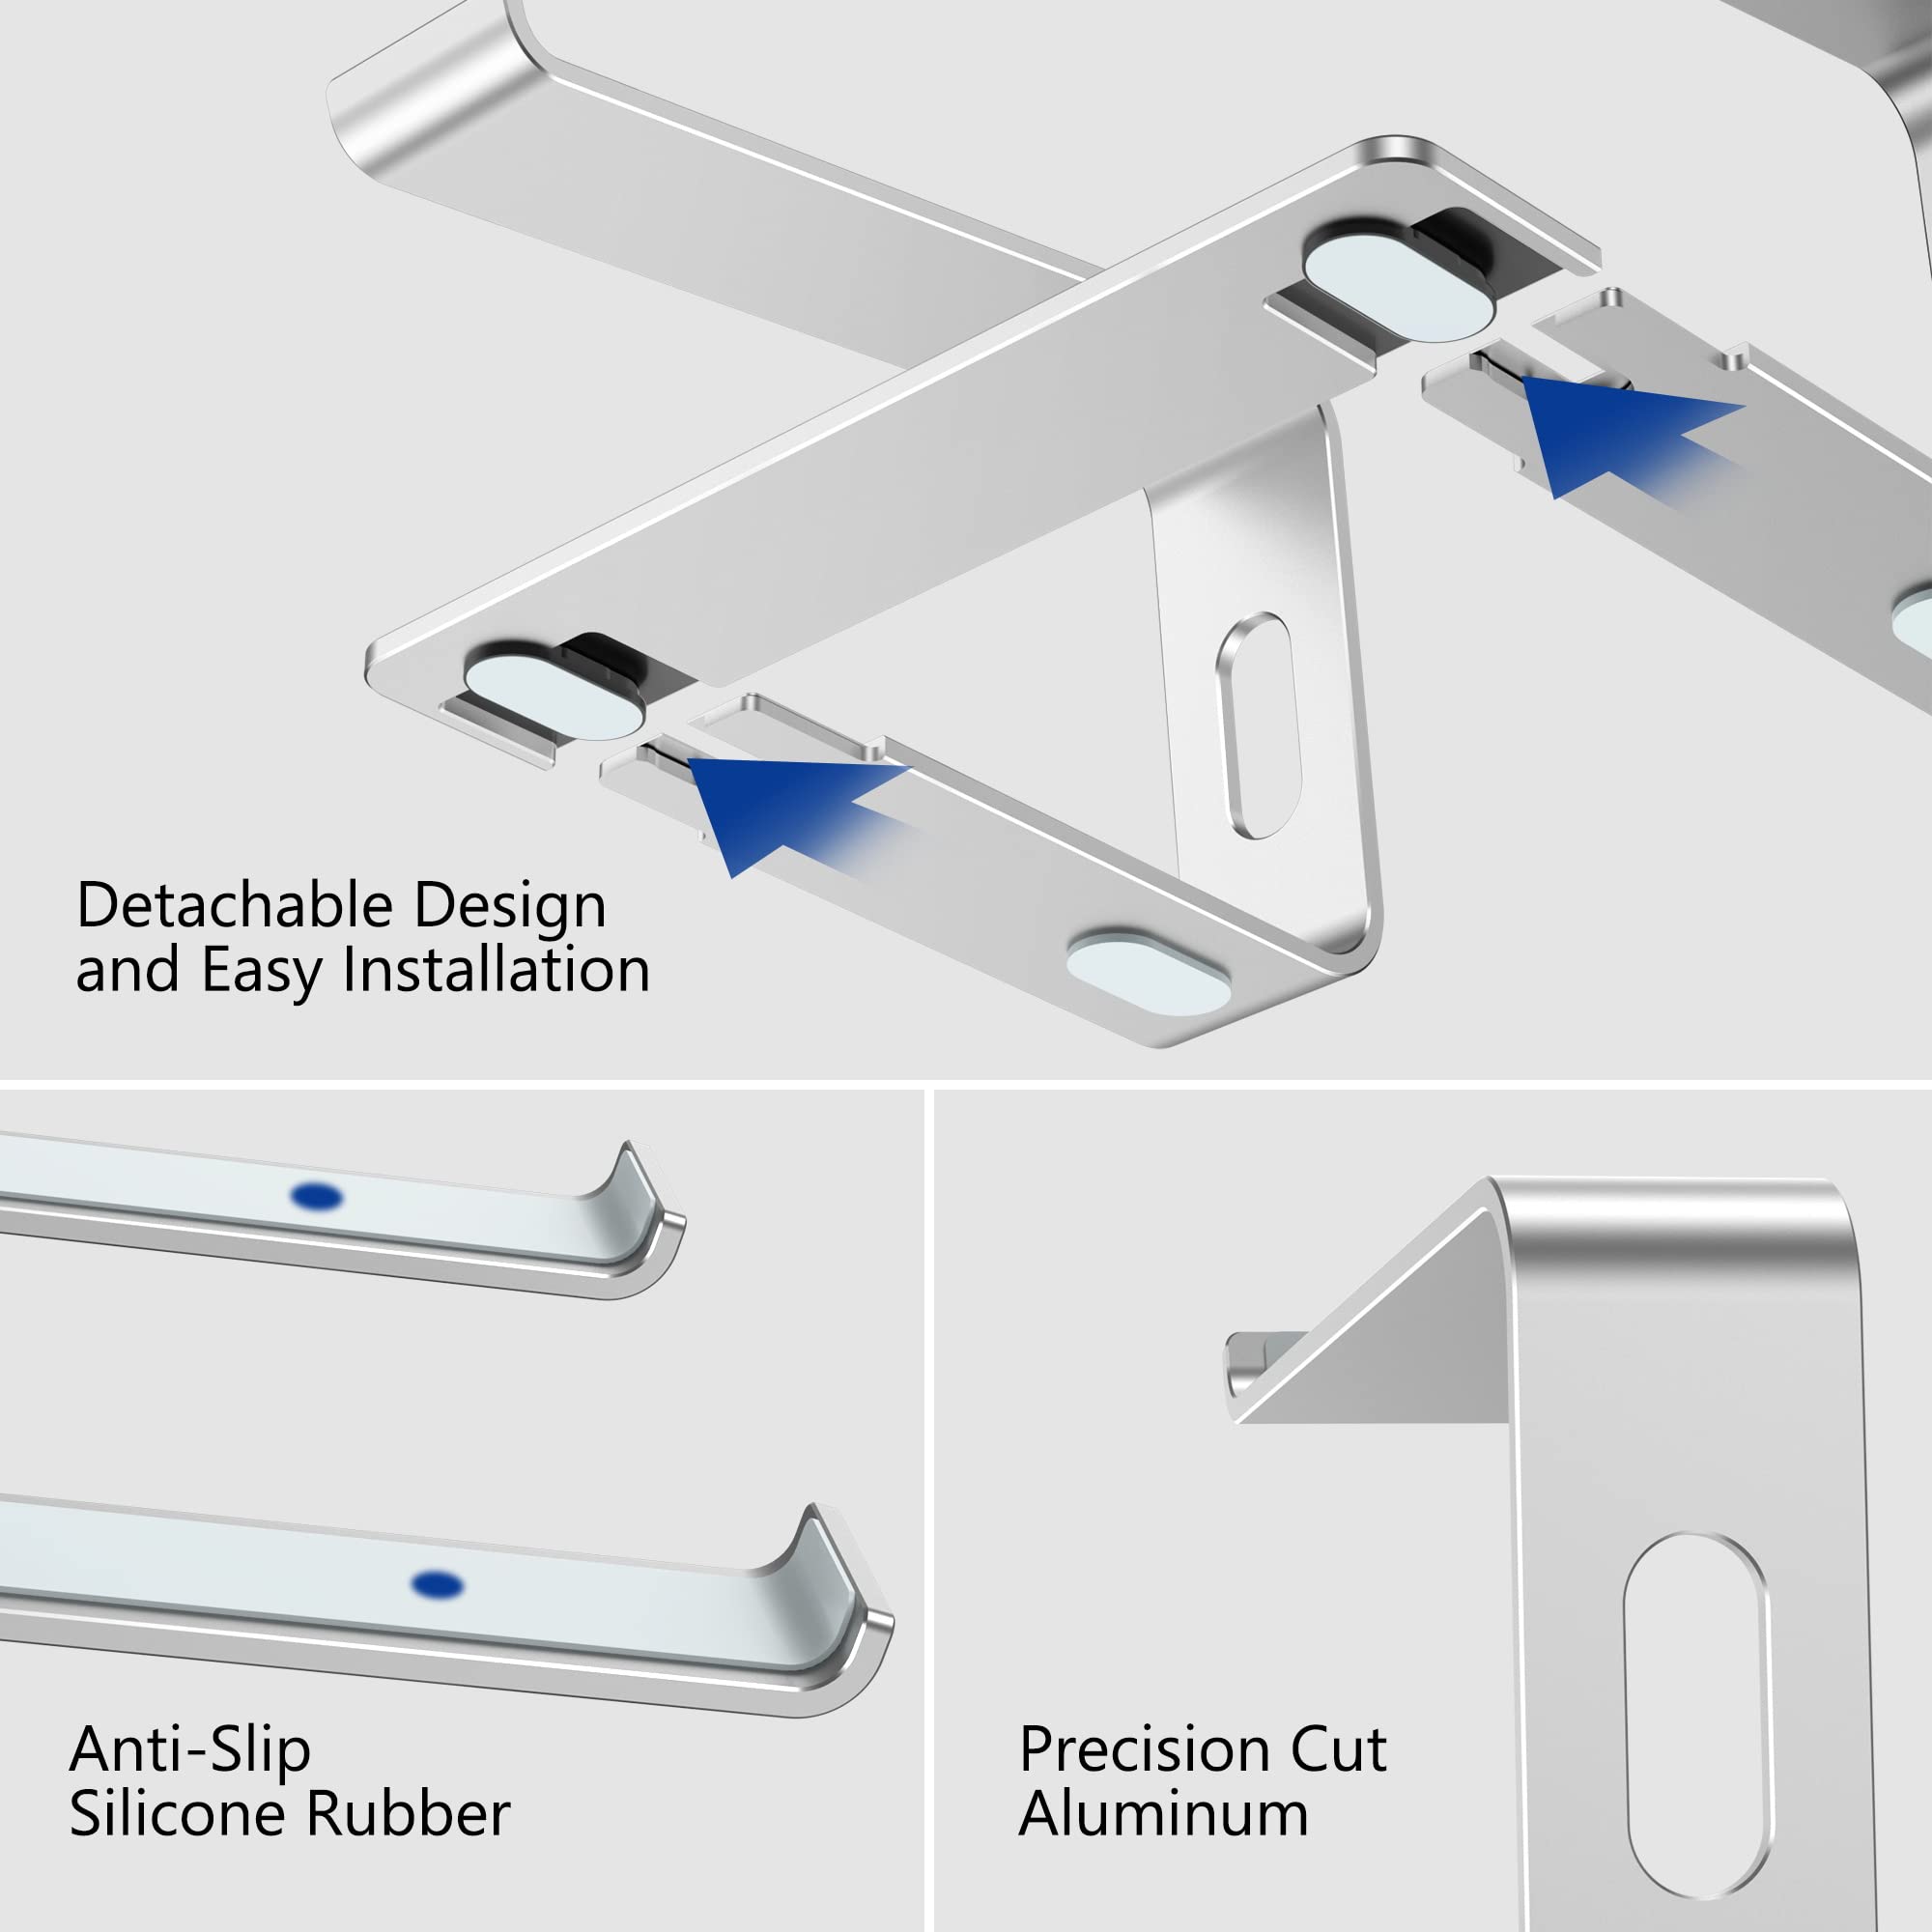 Detachable Design
and Easy Installation
Anti-Slip
Silicone Rubber
Precision Cut
Aluminum